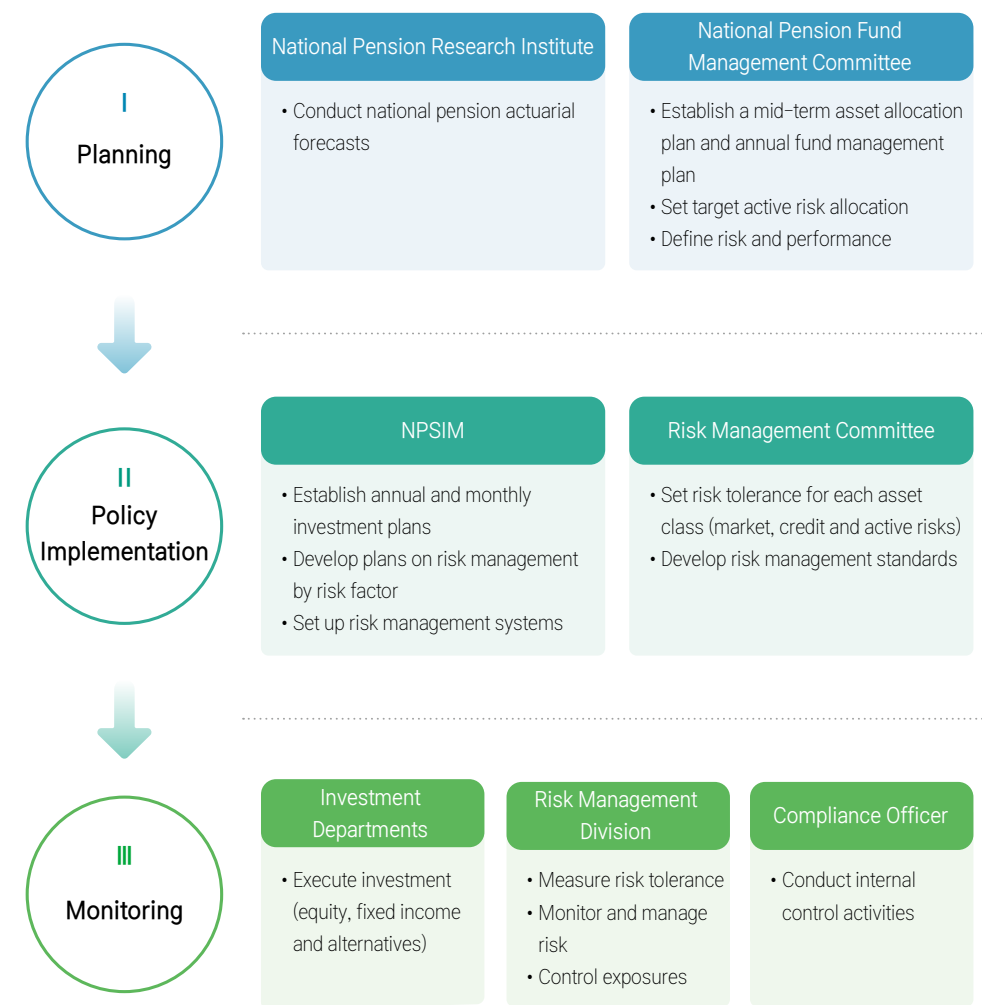 I
Planning
National Pension Research Institute
• Conduct national pension actuarial
forecasts
National Pension Fund
Management Committee
• Establish a mid-term asset allocation
plan and annual fund management
plan
• Set target active risk allocation
• Define risk and performance
II
Policy
Implementation
NPSIM
• Establish annual and monthly
investment plans
• Develop plans on risk management
by risk factor
• Set up risk management systems
Risk Management Committee
• Set risk tolerance for each asset
class (market, credit and active risks)
• Develop risk management standards
III
Monitoring
Investment
Departments
• Execute investment
(equity, fixed income
and alternatives)
Risk Management
Division
• Measure risk tolerance
• Monitor and manage
risk
• Control exposures
Compliance Officer
• Conduct internal
control activities